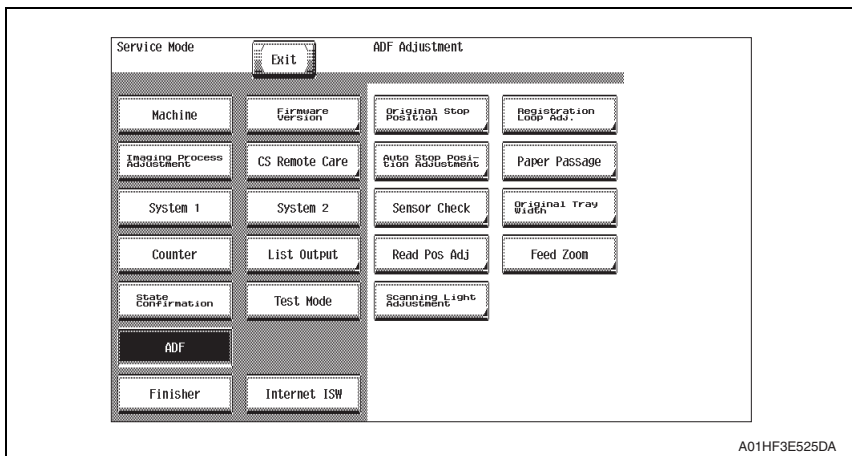 Service Mode
Exit
ADF Adjustment
Machine
Firmware
Version
Original Stop
Position
Registration
Loop Adj.
Imaging Process
Adjustment
CS Remote Care
Auto Stop Posi-
tion Adjustment
Paper Passage
System 1
System 2
Sensor Check
Original Tray
Width
Counter
List Output
Read Pos Adj
Feed Zoom
State
Confirmation
Test Mode
Scanning Light
Adjustment
ADF
Finisher
Internet ISW
A01HF3E525DA